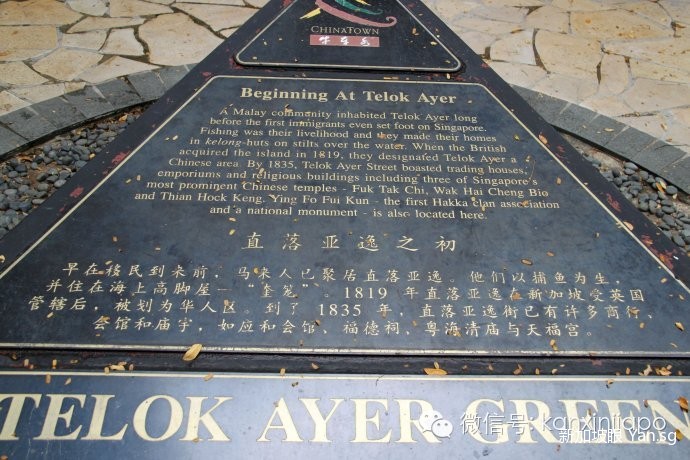 CHINATOWN
牛车水
Beginning At Telok Ayer
A Malay community inhabited Telok Ayer long
before the first immigrants even set foot on Singapore.
Fishing was their livelihood and they made their homes
in kelong-huts on stilts over the water. When the British
acquired the island in 1819, they designated Telok Ayer a
Chinese area. By 1835, Telok Ayer Street boasted trading houses,
emporiums and religious buildings including three of Singapore's
most prominent Chinese temples - Fuk Tak Chi, Wak Hai Cheng Bio
and Thian Hock Keng. Ying Fo Fui Kun - the first Hakka clan association
and a national monument - is also located here.
直落亚逸之初
早在移民到来前，马来人已聚居直落亚逸。他们以捕鱼为生，
并住在海上高脚屋－“奎笼”。1819 年直落亚逸在新加坡受英国
管辖后，被划为华人区。到了 1835 年，直落亚逸街已有许多商行、
会馆和庙宇，如应和会馆、福德祠、粤海清庙与天福宫。
TELOK AYER GREEN
微信号: kanxinjiapo
新加坡眼 Yan.sg